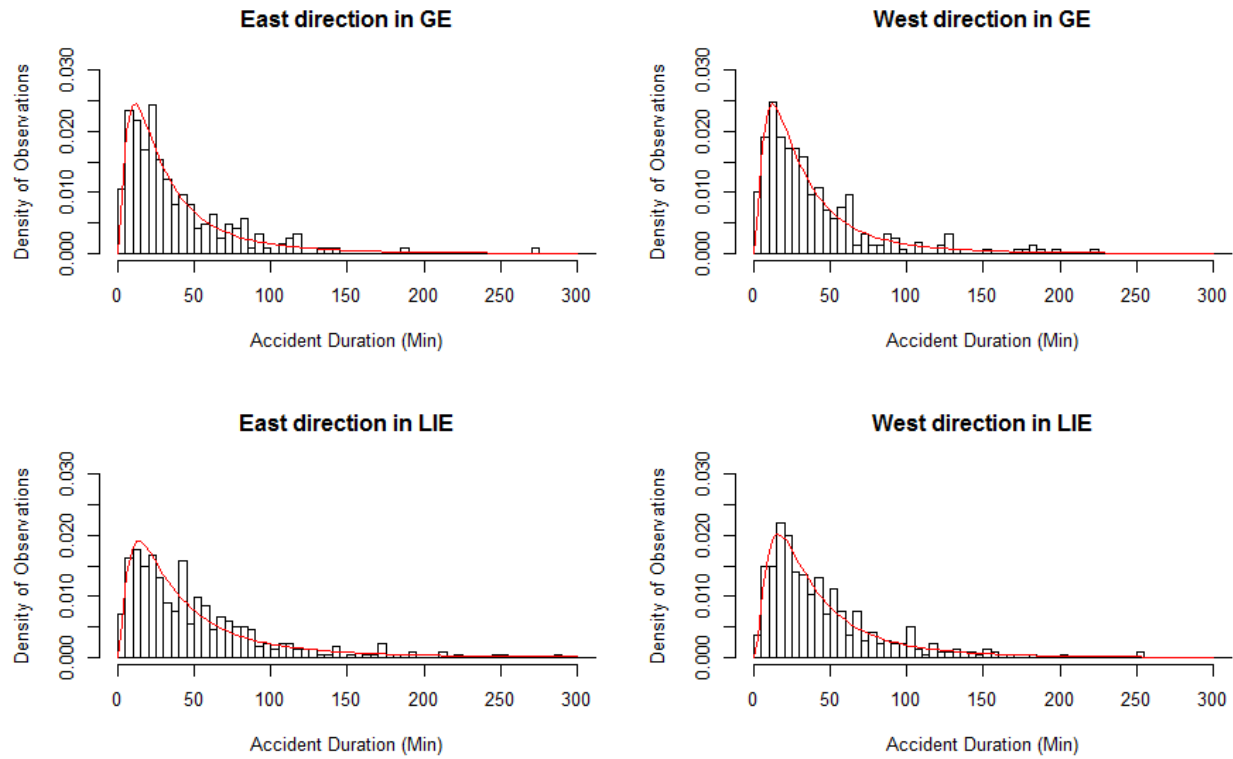 East direction in GE
Density of Observations
0.000 0.010 0.020 0.030
0 50 100 150 200 250 300
Accident Duration (Min)
West direction in GE
Density of Observations
0.000 0.010 0.020 0.030
0 50 100 150 200 250 300
Accident Duration (Min)
East direction in LIE
Density of Observations
0.000 0.010 0.020 0.030
0 50 100 150 200 250 300
Accident Duration (Min)
West direction in LIE
Density of Observations
0.000 0.010 0.020 0.030
0 50 100 150 200 250 300
Accident Duration (Min)